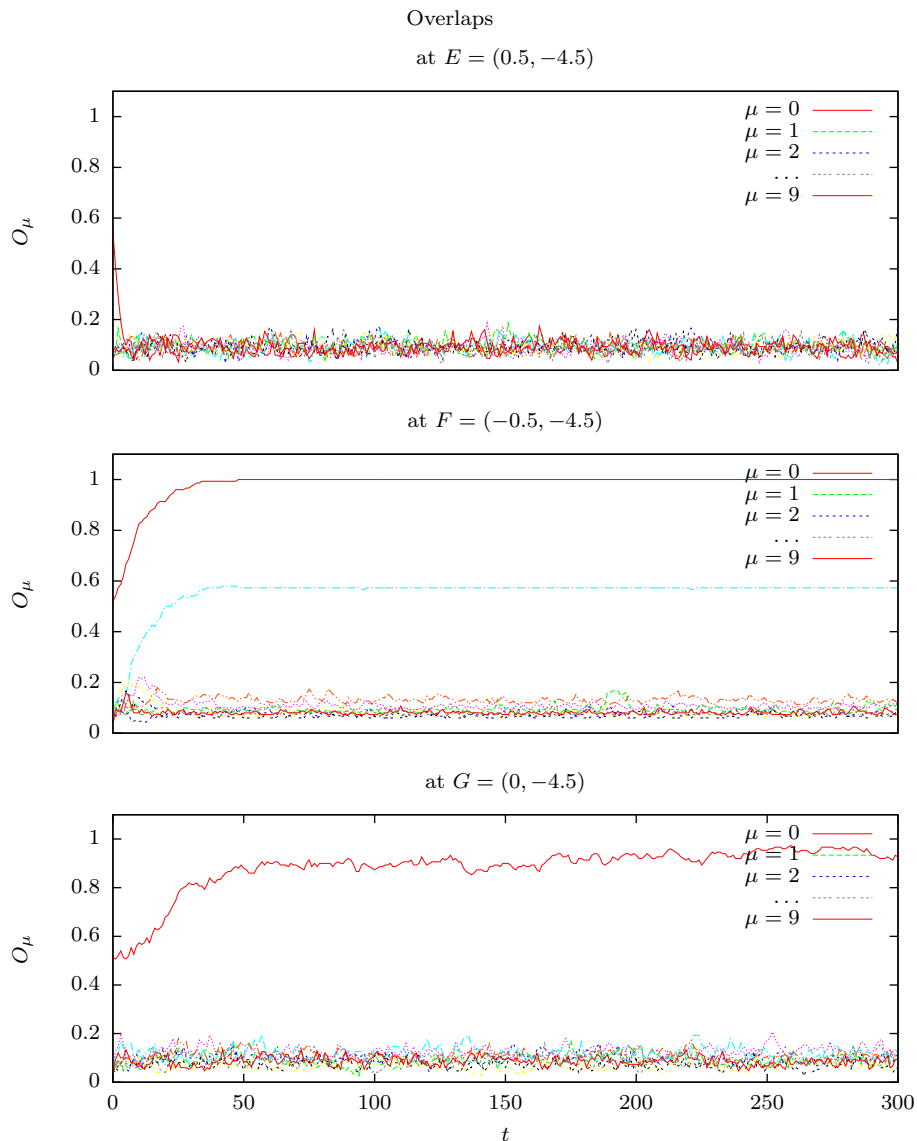 Overlaps
at E = (0.5, −4.5)
1
0.8
0.6
0.4
0.2
0
O_μ
μ = 0
μ = 1
μ = 2
. . .
μ = 9
at F = (−0.5, −4.5)
1
0.8
0.6
0.4
0.2
0
O_μ
μ = 0
μ = 1
μ = 2
. . .
μ = 9
at G = (0, −4.5)
1
0.8
0.6
0.4
0.2
0
O_μ
μ = 0
μ = 1
μ = 2
. . .
μ = 9
0 50 100 150 200 250 300
t